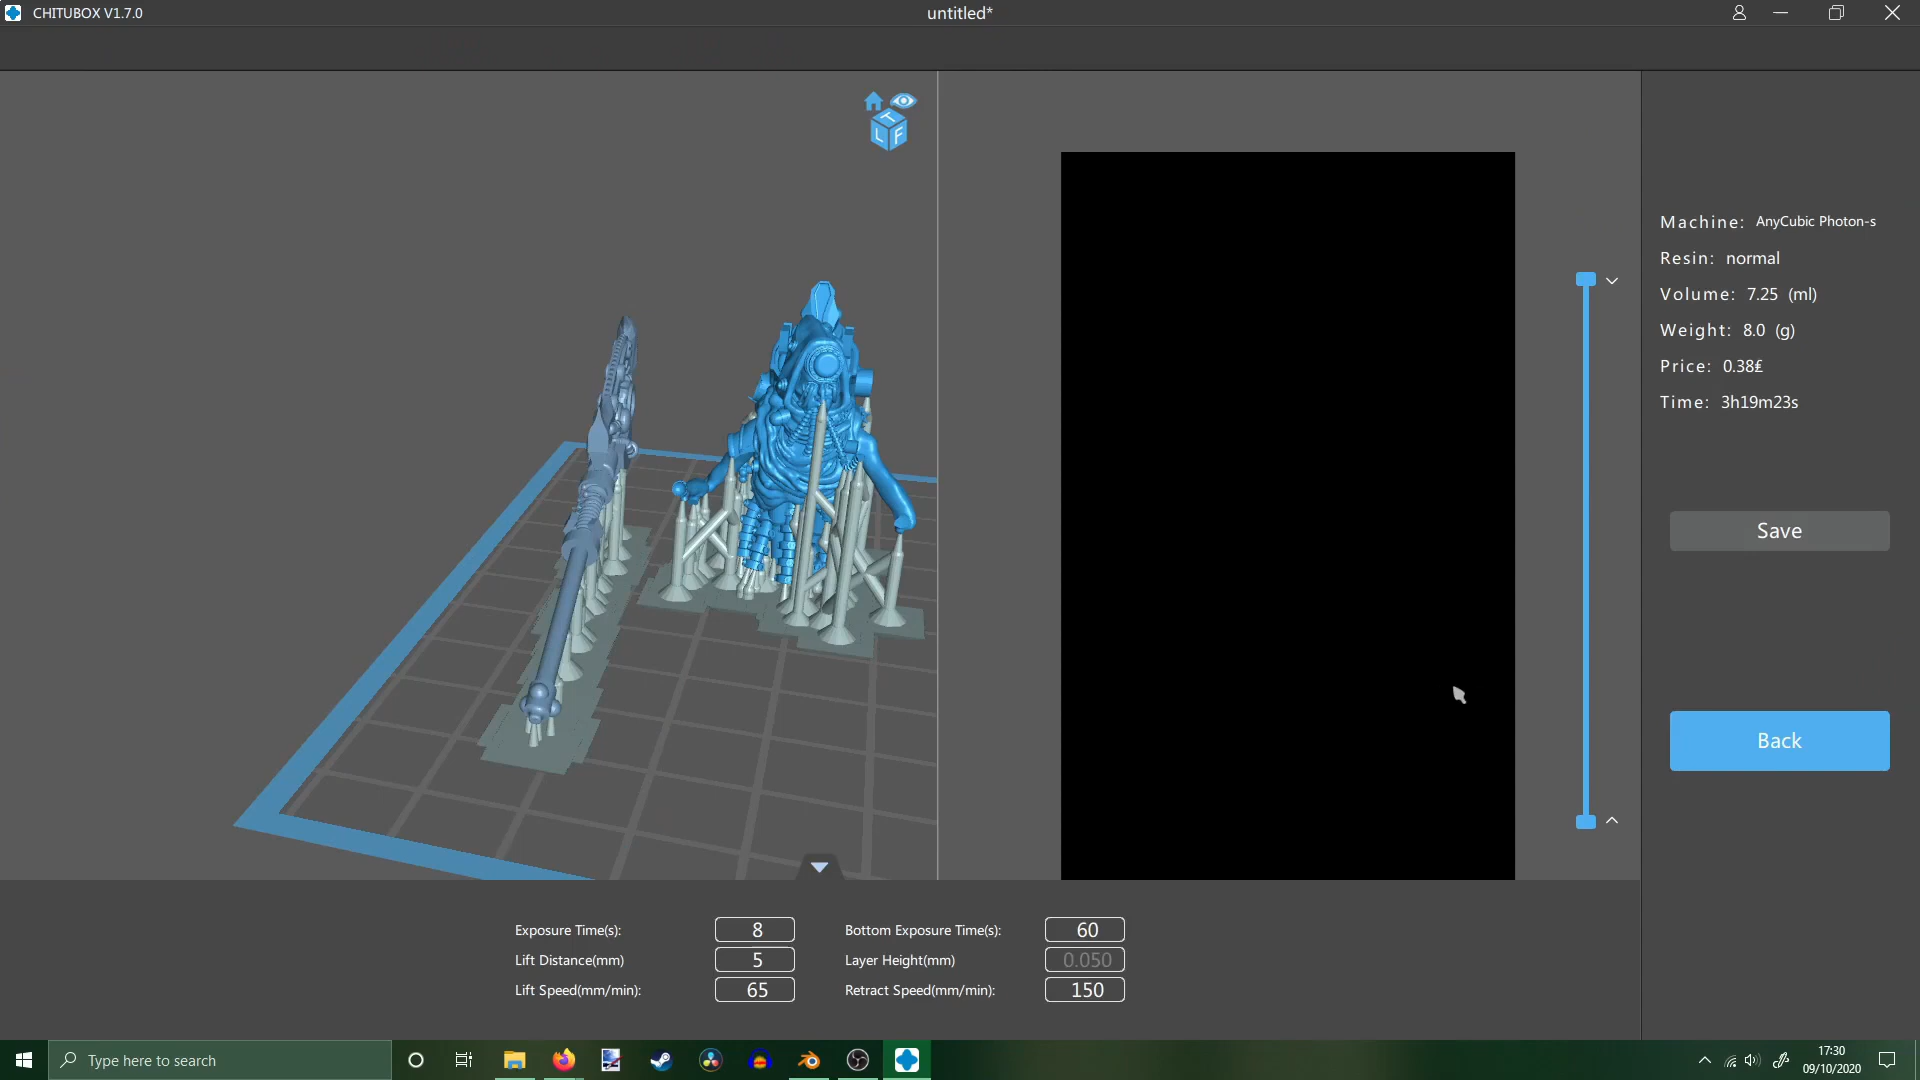 CHITUBOX V1.7.0
untitled*
T
L F
Machine: AnyCubic Photon-s
Resin: normal
Volume: 7.25 (ml)
Weight: 8.0 (g)
Price: 0.38₤
Time: 3h19m23s
Save
Back
Exposure Time(s): 8
Bottom Exposure Time(s): 60
Lift Distance(mm) 5
Layer Height(mm) 0.050
Lift Speed(mm/min): 65
Retract Speed(mm/min): 150
Type here to search
17:30
09/10/2020